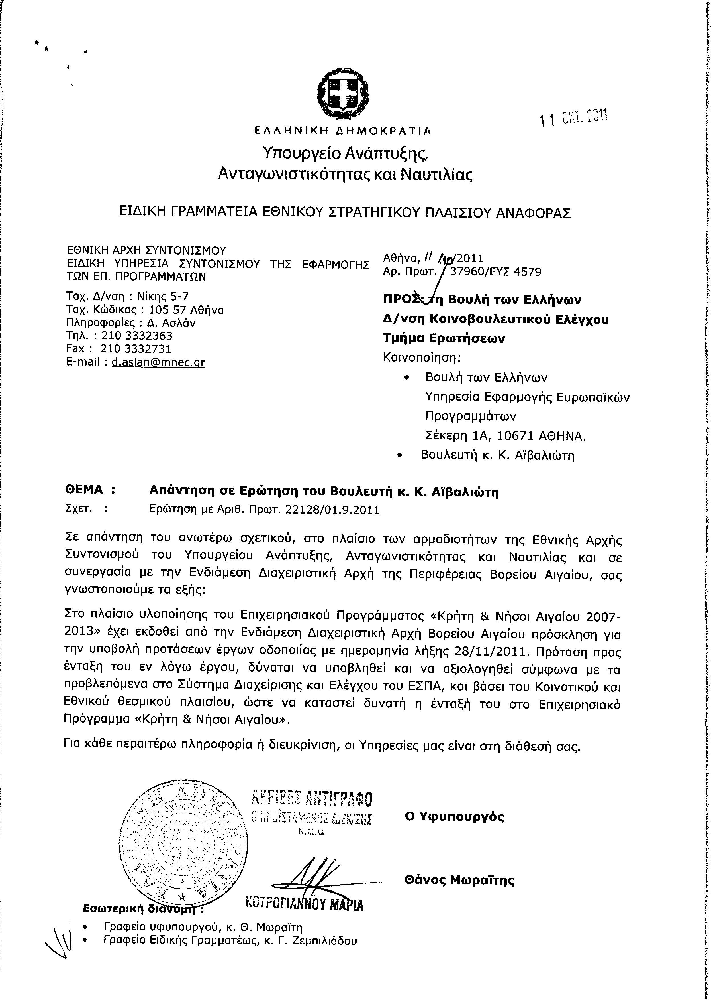 11 ΟΚΤ. 2011
ΕΛΛΗΝΙΚΗ ΔΗΜΟΚΡΑΤΙΑ
Υπουργείο Ανάπτυξης,
Ανταγωνιστικότητας και Ναυτιλίας
ΕΙΔΙΚΗ ΓΡΑΜΜΑΤΕΙΑ ΕΘΝΙΚΟΥ ΣΤΡΑΤΗΓΙΚΟΥ ΠΛΑΙΣΙΟΥ ΑΝΑΦΟΡΑΣ
ΕΘΝΙΚΗ ΑΡΧΗ ΣΥΝΤΟΝΙΣΜΟΥ
ΕΙΔΙΚΗ ΥΠΗΡΕΣΙΑ ΣΥΝΤΟΝΙΣΜΟΥ ΤΗΣ ΕΦΑΡΜΟΓΗΣ
ΤΩΝ ΕΠ. ΠΡΟΓΡΑΜΜΑΤΩΝ
Ταχ. Δ/νση : Νίκης 5-7
Ταχ. Κώδικας : 105 57 Αθήνα
Πληροφορίες : Δ. Ασλάν
Τηλ. : 210 3332363
Fax : 210 3332731
E-mail : d.aslan@mnec.gr
Αθήνα, 11/10/2011
Αρ. Πρωτ. : 37960/ΕΥΣ 4579
ΠΡΟΣ: τη Βουλή των Ελλήνων
Δ/νση Κοινοβουλευτικού Ελέγχου
Τμήμα Ερωτήσεων
Κοινοποίηση:
• Βουλή των Ελλήνων
Υπηρεσία Εφαρμογής Ευρωπαϊκών
Προγραμμάτων
Σέκερη 1Α, 10671 ΑΘΗΝΑ.
• Βουλευτή κ. Κ. Αϊβαλιώτη
ΘΕΜΑ : Απάντηση σε Ερώτηση του Βουλευτή κ. Κ. Αϊβαλιώτη
Σχετ. : Ερώτηση με Αριθ. Πρωτ. 22128/01.9.2011
Σε απάντηση του ανωτέρω σχετικού, στο πλαίσιο των αρμοδιοτήτων της Εθνικής Αρχής
Συντονισμού του Υπουργείου Ανάπτυξης, Ανταγωνιστικότητας και Ναυτιλίας και σε
συνεργασία με την Ενδιάμεση Διαχειριστική Αρχή της Περιφέρειας Βορείου Αιγαίου, σας
γνωστοποιούμε τα εξής:
Στο πλαίσιο υλοποίησης του Επιχειρησιακού Προγράμματος «Κρήτη & Νήσοι Αιγαίου 2007-
2013» έχει εκδοθεί από την Ενδιάμεση Διαχειριστική Αρχή Βορείου Αιγαίου πρόσκληση για
την υποβολή προτάσεων έργων οδοποιίας με ημερομηνία λήξης 28/11/2011. Πρόταση προς
ένταξη του εν λόγω έργου, δύναται να υποβληθεί και να αξιολογηθεί σύμφωνα με τα
προβλεπόμενα στο Σύστημα Διαχείρισης και Ελέγχου του ΕΣΠΑ, και βάσει του Κοινοτικού και
Εθνικού θεσμικού πλαισίου, ώστε να καταστεί δυνατή η ένταξή του στο Επιχειρησιακό
Πρόγραμμα «Κρήτη & Νήσοι Αιγαίου».
Για κάθε περαιτέρω πληροφορία ή διευκρίνιση, οι Υπηρεσίες μας είναι στη διάθεσή σας.
ΕΛΛΗΝΙΚΗ ΔΗΜΟΚΡΑΤΙΑ
ΑΚΡΙΒΕΣ ΑΝΤΙΓΡΑΦΟ
Ο ΠΡΟΪΣΤΑΜΕΝΟΣ ΔΙΕΚ/ΣΗΣ
κ.α.α
ΚΟΤΡΟΓΙΑΝΝΟΥ ΜΑΡΙΑ
Ο Υφυπουργός
Θάνος Μωραΐτης
Εσωτερική διανομή :
• Γραφείο υφυπουργού, κ. Θ. Μωραΐτη
• Γραφείο Ειδικής Γραμματέως, κ. Γ. Ζεμπιλιάδου